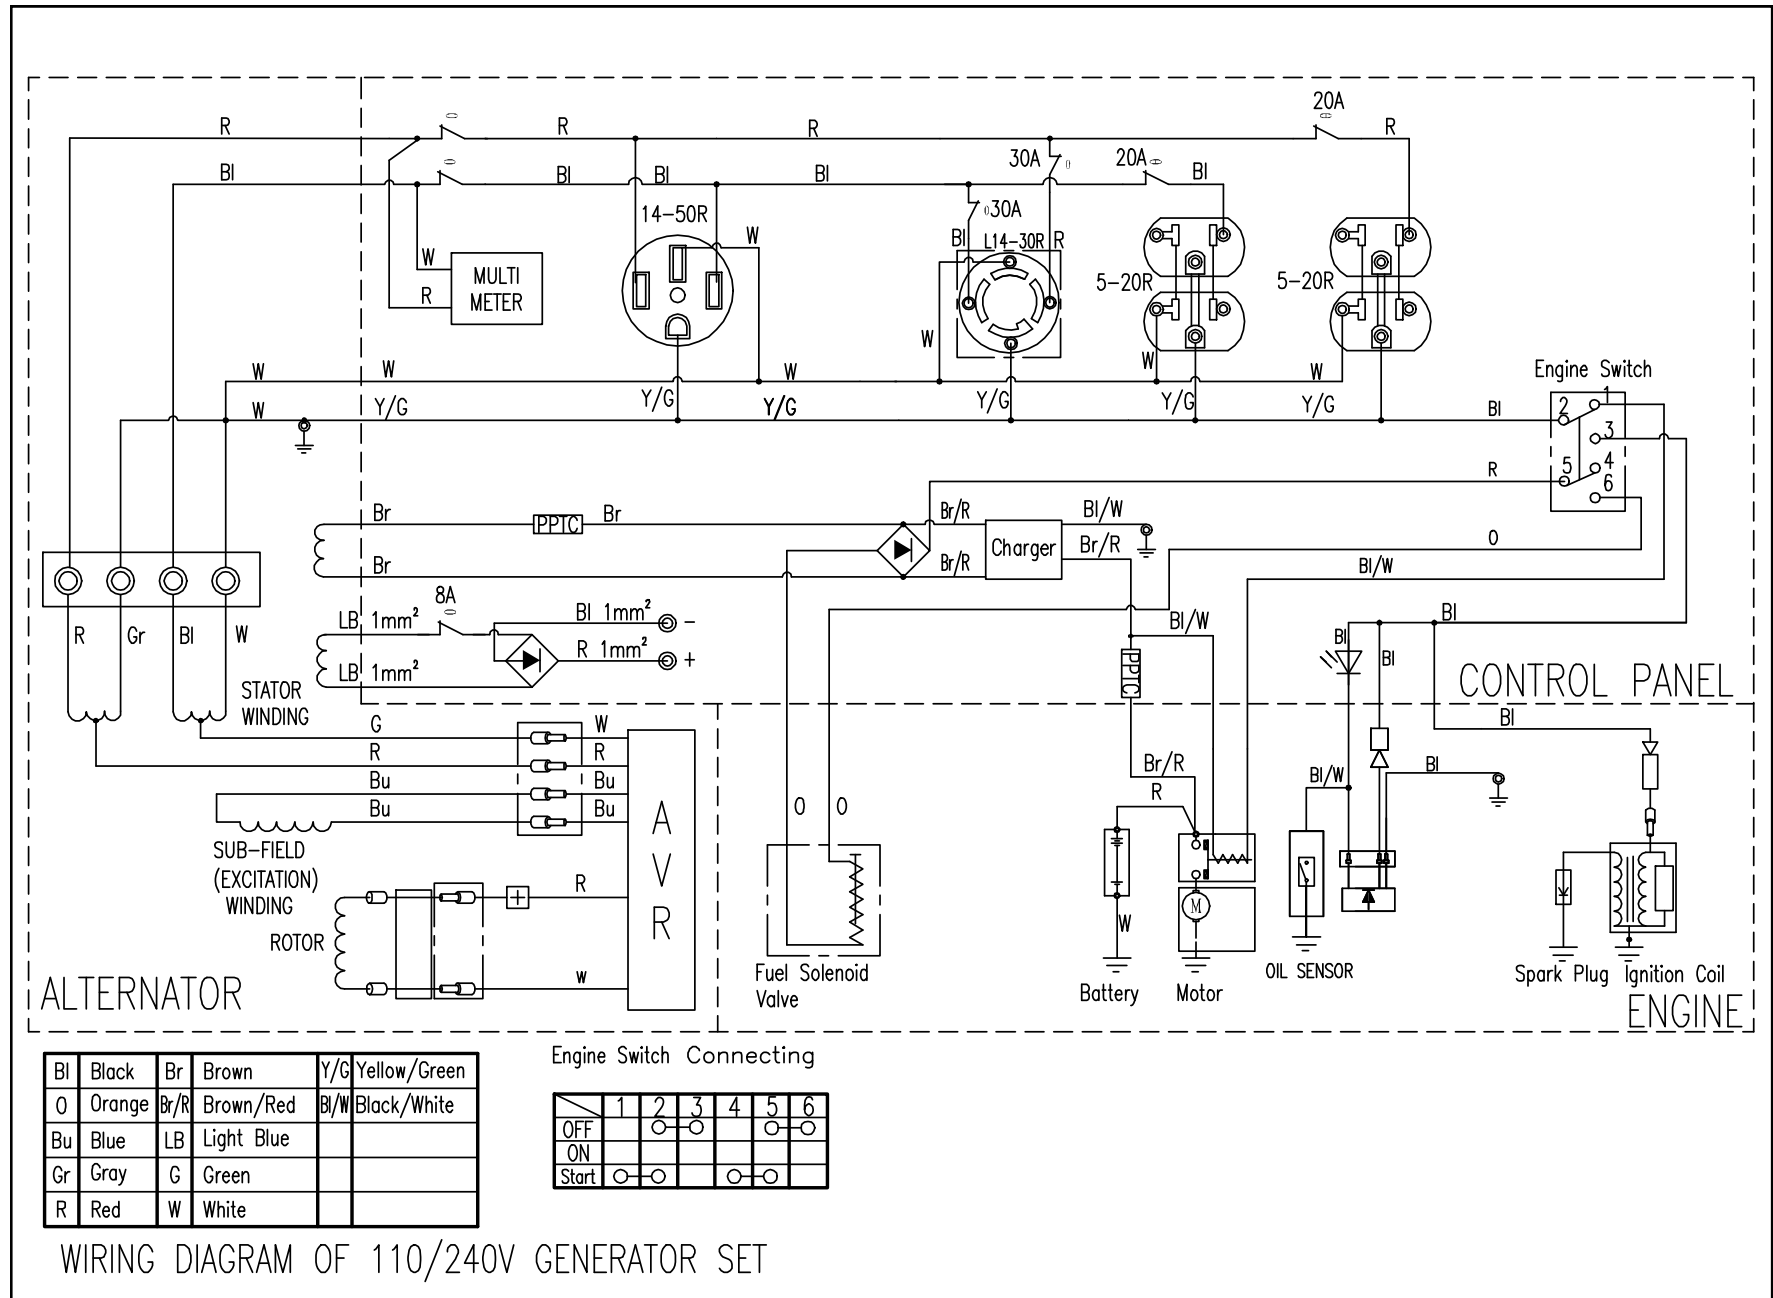 20A
R R R R
30A 20A
Bl Bl Bl Bl Bl
14-50R 30A
W Bl L14-30R R
W MULTI
R METER
5-20R 5-20R
W W W
Engine Switch
W W W W
Y/G Y/G Y/G Y/G Y/G Y/G
W Bl
1
2
3
4
5
6
R
Br PPTC Br Br/R Charger Bl/W
Br/R
Br Br/R
O
Bl/W
8A
LB 1mm² Bl 1mm² -
R 1mm² +
LB 1mm²
R Gr Bl W
Bl/W Bl
Bl Bl
PPTC
CONTROL PANEL
STATOR
WINDING
G W
R R
Bu Bu
Bu Bu
Bl
Br/R Bl/W Bl
R
O O
AVR
SUB-FIELD
(EXCITATION)
WINDING
R
ROTOR
W
M
W
Fuel Solenoid
Valve
Battery Motor
OIL SENSOR
Spark Plug Ignition Coil
ALTERNATOR
ENGINE
Engine Switch Connecting
Bl Black Br Brown Y/G Yellow/Green
O Orange Br/R Brown/Red Bl/W Black/White
Bu Blue LB Light Blue
Gr Gray G Green
R Red W White
1 2 3 4 5 6
OFF
ON
Start
WIRING DIAGRAM OF 110/240V GENERATOR SET